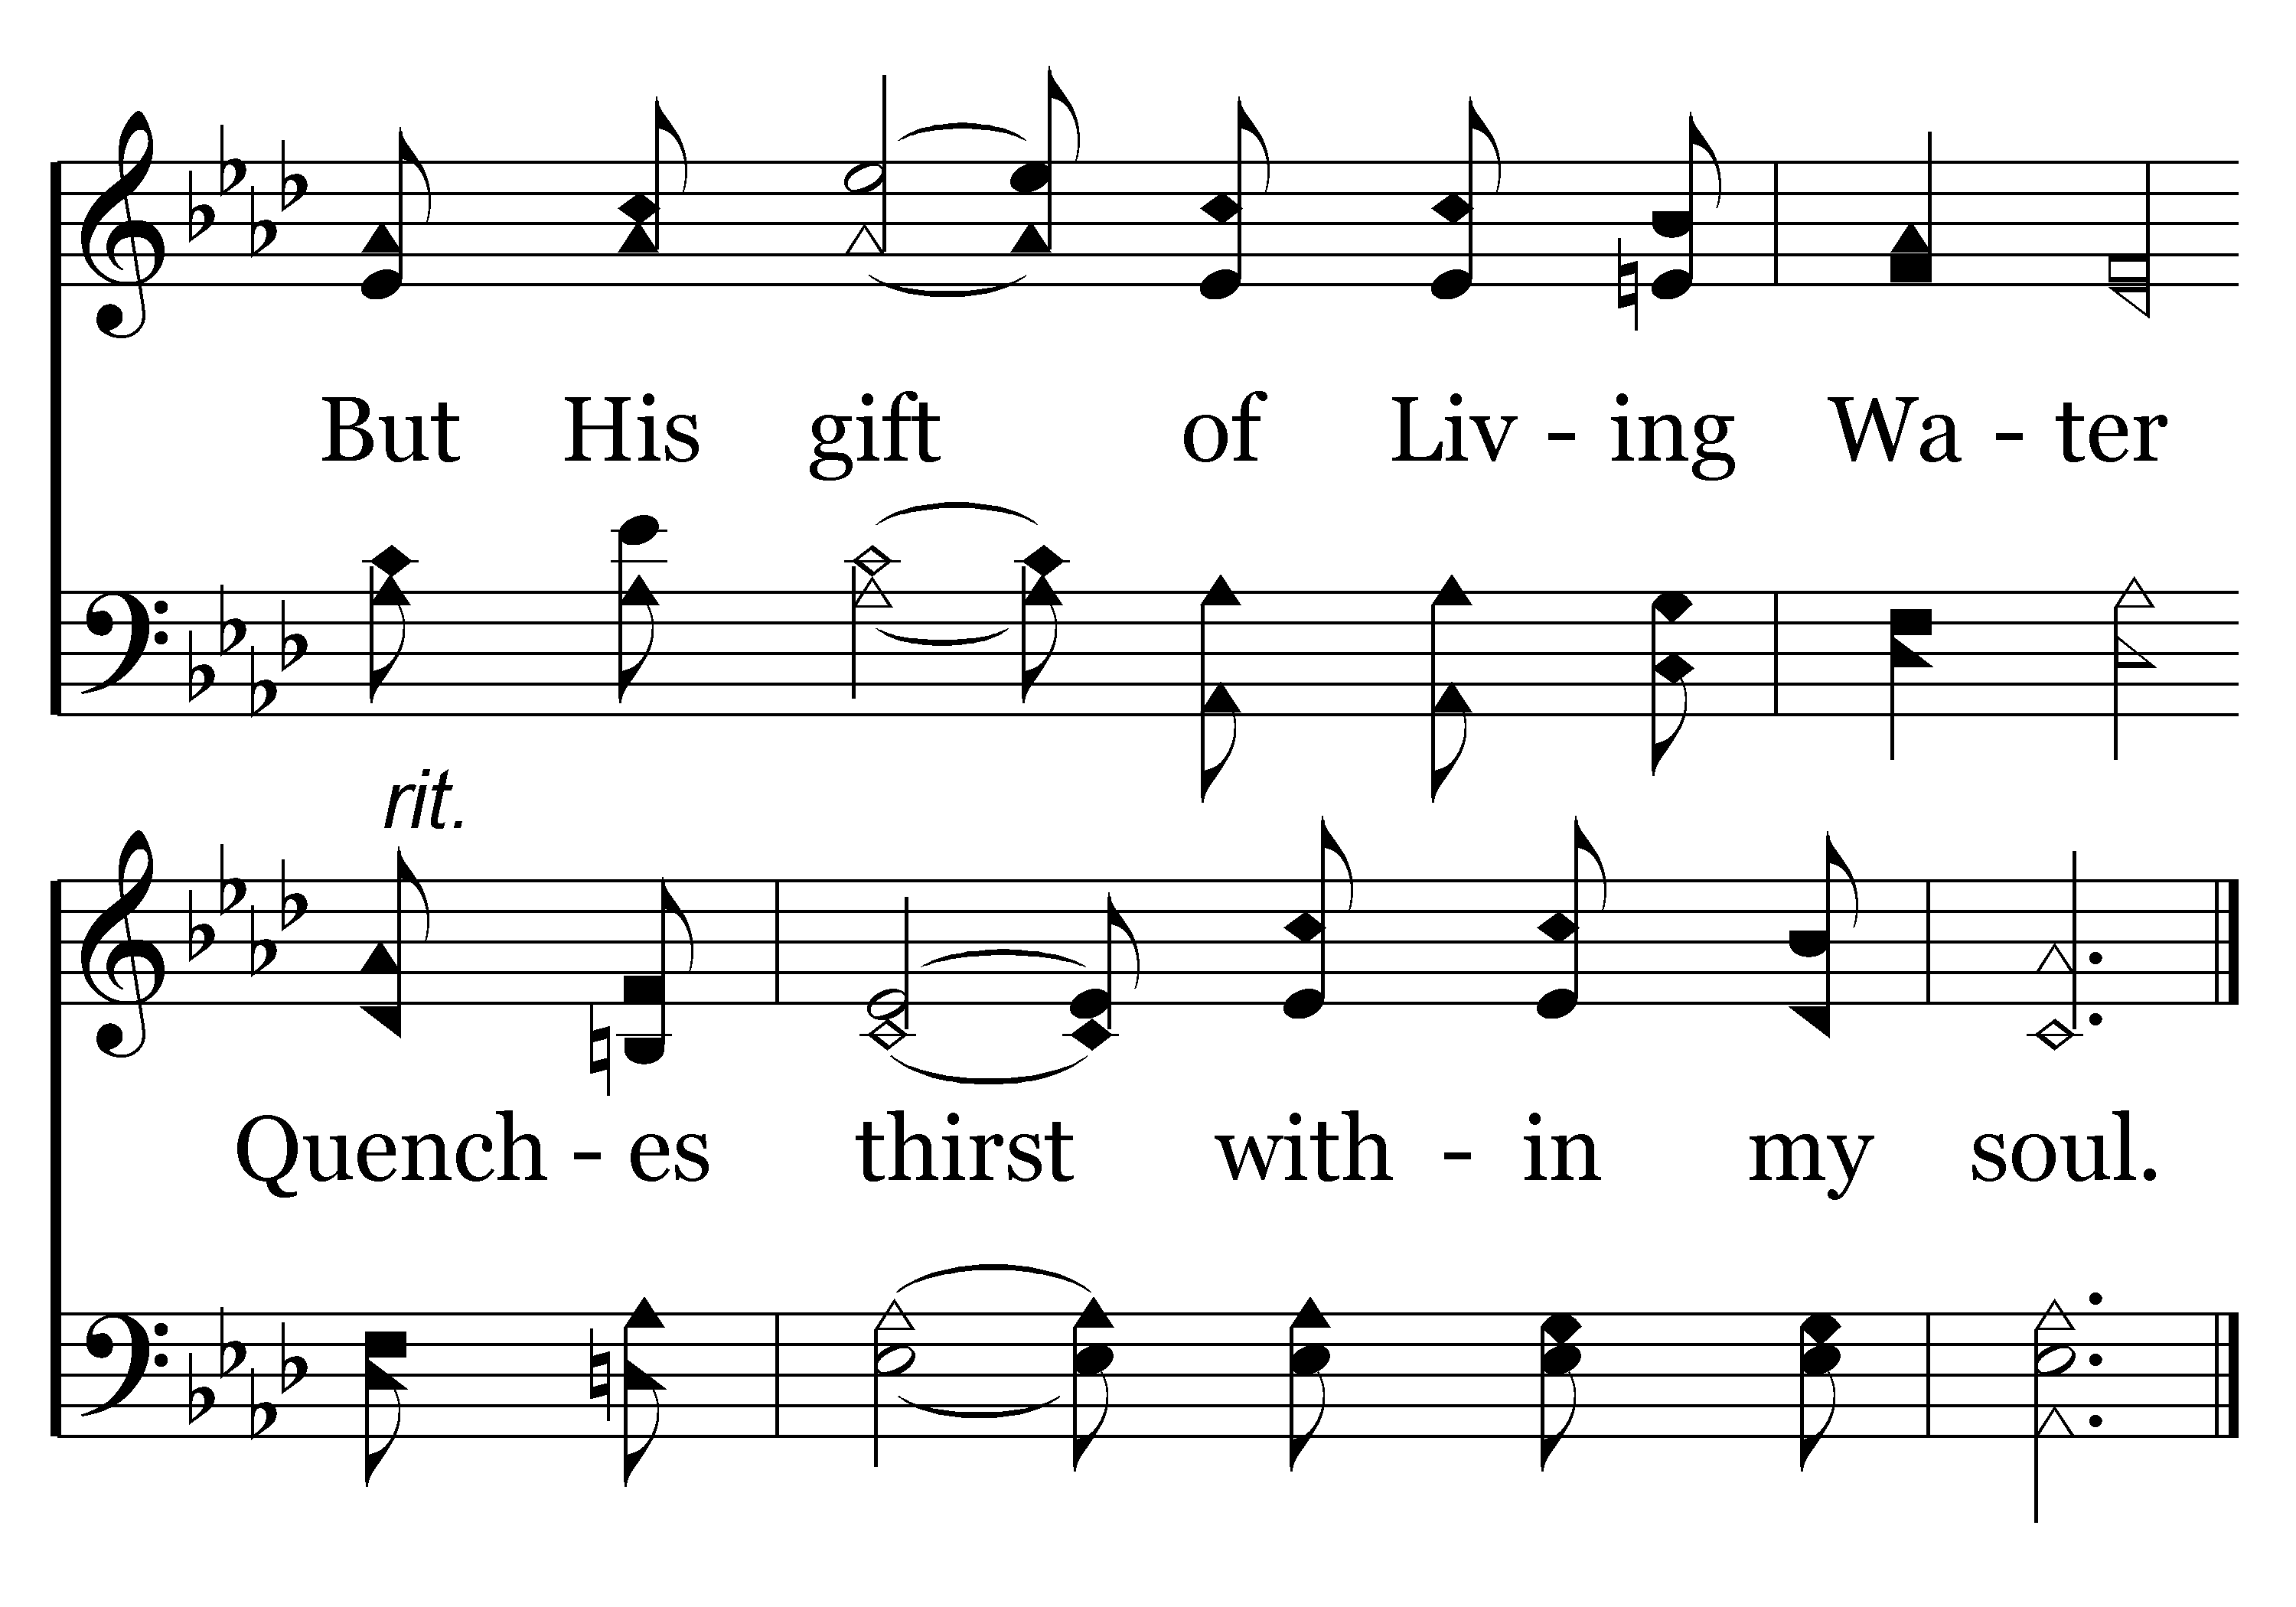 But His gift of Liv - ing Wa - ter
rit.
Quench - es thirst with - in my soul.